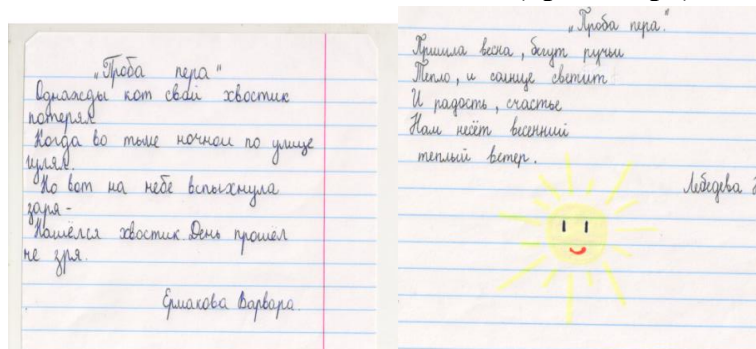 „Проба пера“
Однажды кот свой хвостик
потерял
Когда во тьме ночной по улице
гулял.
Но вот на небе вспыхнула
заря -
Нашёлся хвостик. День прошёл
не зря.
Ермакова Варвара.
„Проба пера.“
Пришла весна, бегут ручьи
Тепло, и солнце светит
И радость, счастье
Нам несёт весенний
теплый ветер.
Лебедева